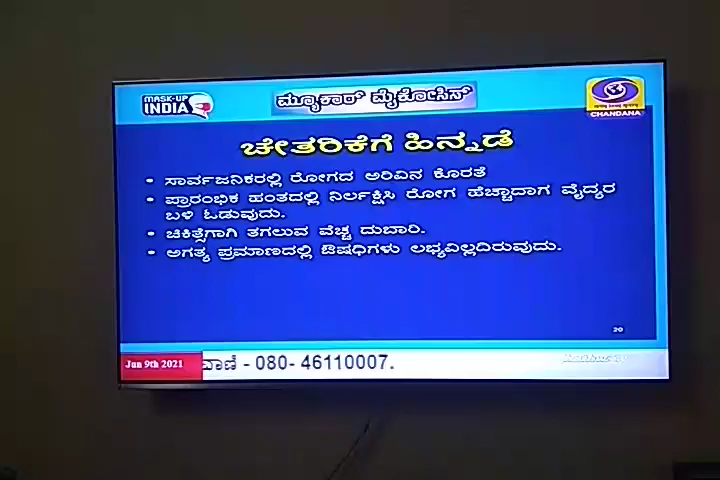 MASK-UP
INDIA
ಮ್ಯೂಕಾರ್ ಮೈಕೋಸಿಸ್
CHANDANA
ಚೇತರಿಕೆಗೆ ಹಿನ್ನಡೆ
• ಸಾರ್ವಜನಿಕರಲ್ಲಿ ರೋಗದ ಅರಿವಿನ ಕೊರತೆ
• ಪ್ರಾರಂಭಿಕ ಹಂತದಲ್ಲಿ ನಿರ್ಲಕ್ಷಿಸಿ ರೋಗ ಹೆಚ್ಚಾದಾಗ ವೈದ್ಯರ
ಬಳಿ ಓಡುವುದು.
• ಚಿಕಿತ್ಸೆಗಾಗಿ ತಗಲುವ ವೆಚ್ಚ ದುಬಾರಿ.
• ಅಗತ್ಯ ಪ್ರಮಾಣದಲ್ಲಿ ಔಷಧಿಗಳು ಲಭ್ಯವಿಲ್ಲದಿರುವುದು.
20
Jun 9th 2021 ವಾಣಿ - 080- 46110007.